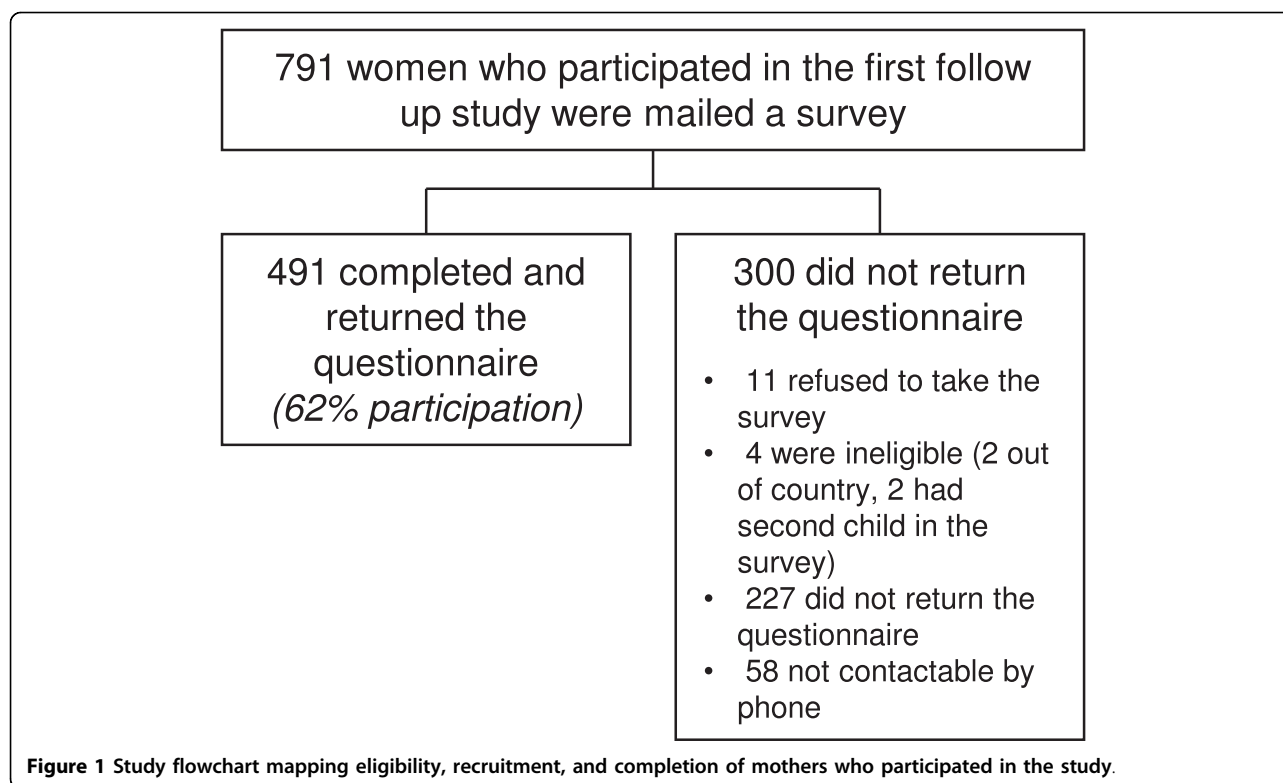 791 women who participated in the first follow
up study were mailed a survey
491 completed and
returned the
questionnaire
(62% participation)
300 did not return
the questionnaire
• 11 refused to take the
survey
• 4 were ineligible (2 out
of country, 2 had
second child in the
survey)
• 227 did not return the
questionnaire
• 58 not contactable by
phone
Figure 1 Study flowchart mapping eligibility, recruitment, and completion of mothers who participated in the study.